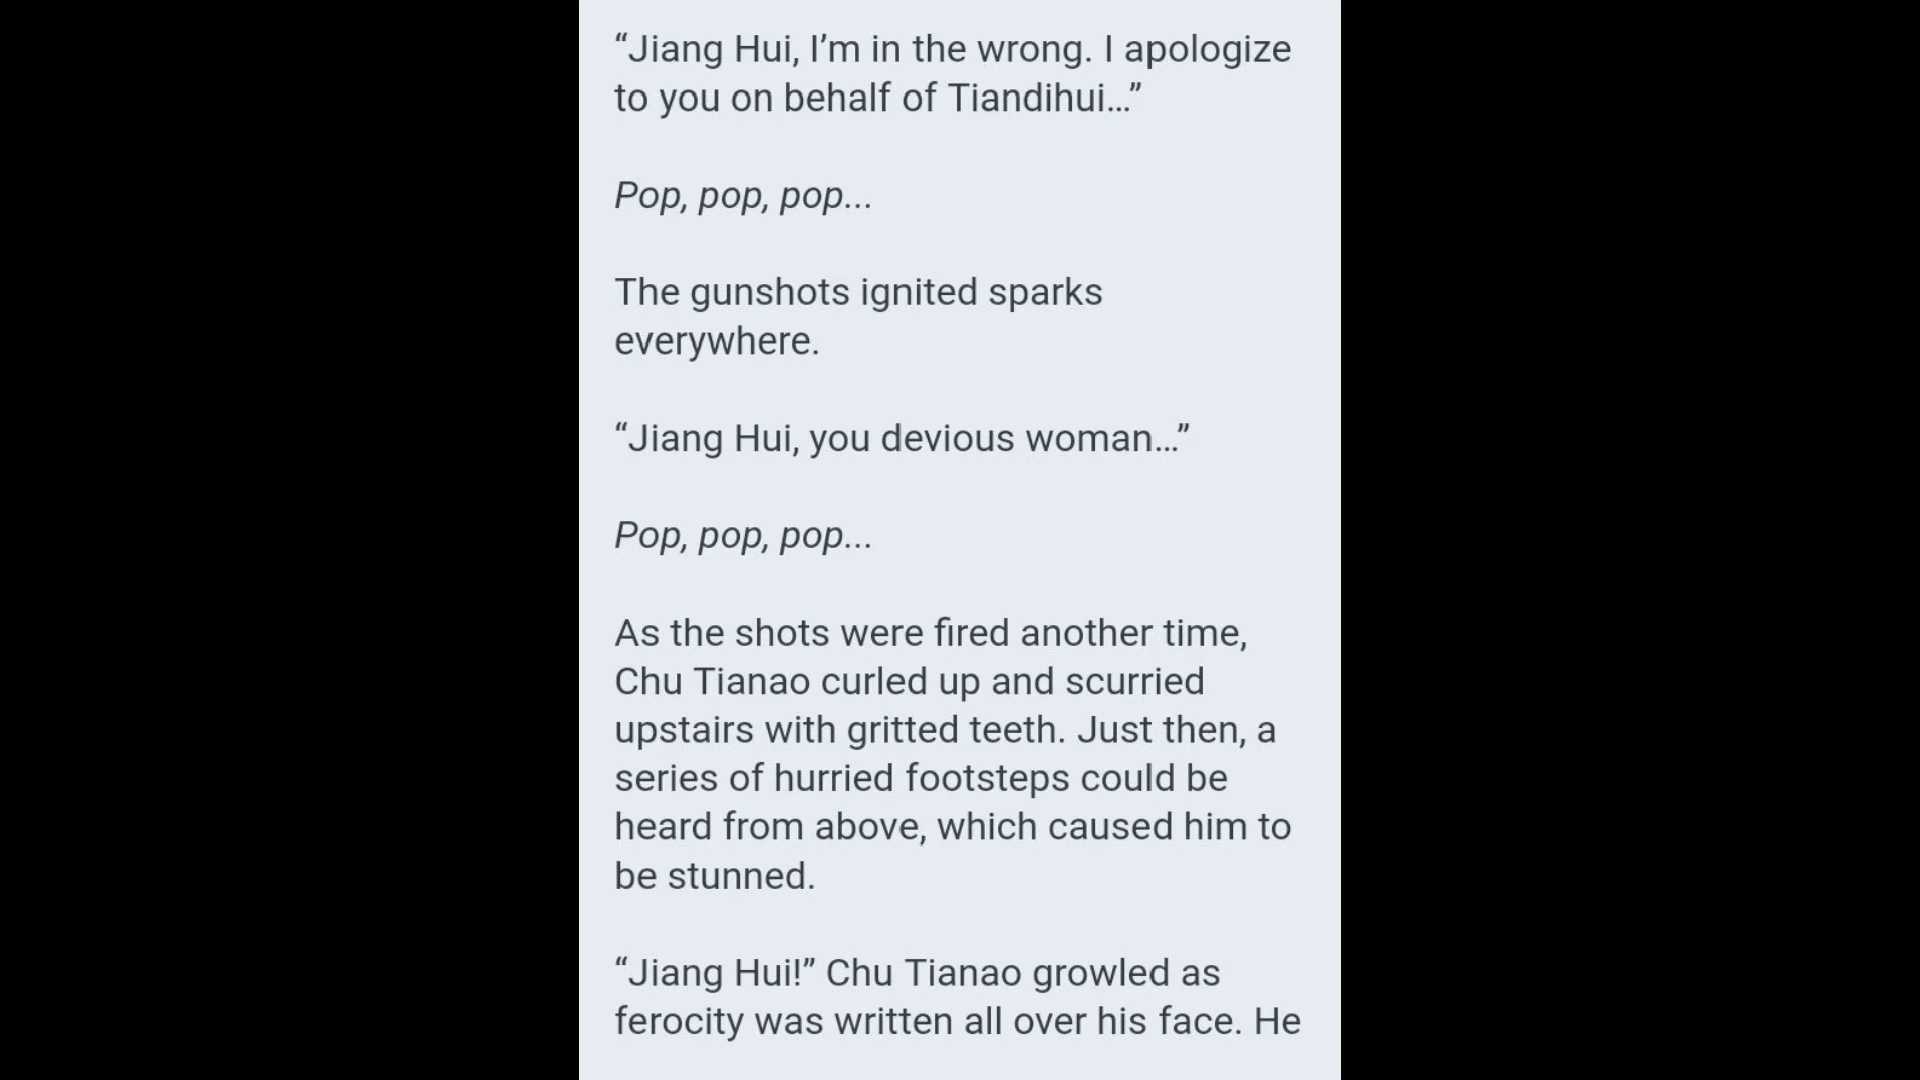 “Jiang Hui, I’m in the wrong. I apologize
to you on behalf of Tiandihui…”
Pop, pop, pop...
The gunshots ignited sparks
everywhere.
“Jiang Hui, you devious woman…”
Pop, pop, pop...
As the shots were fired another time,
Chu Tianao curled up and scurried
upstairs with gritted teeth. Just then, a
series of hurried footsteps could be
heard from above, which caused him to
be stunned.
“Jiang Hui!” Chu Tianao growled as
ferocity was written all over his face. He